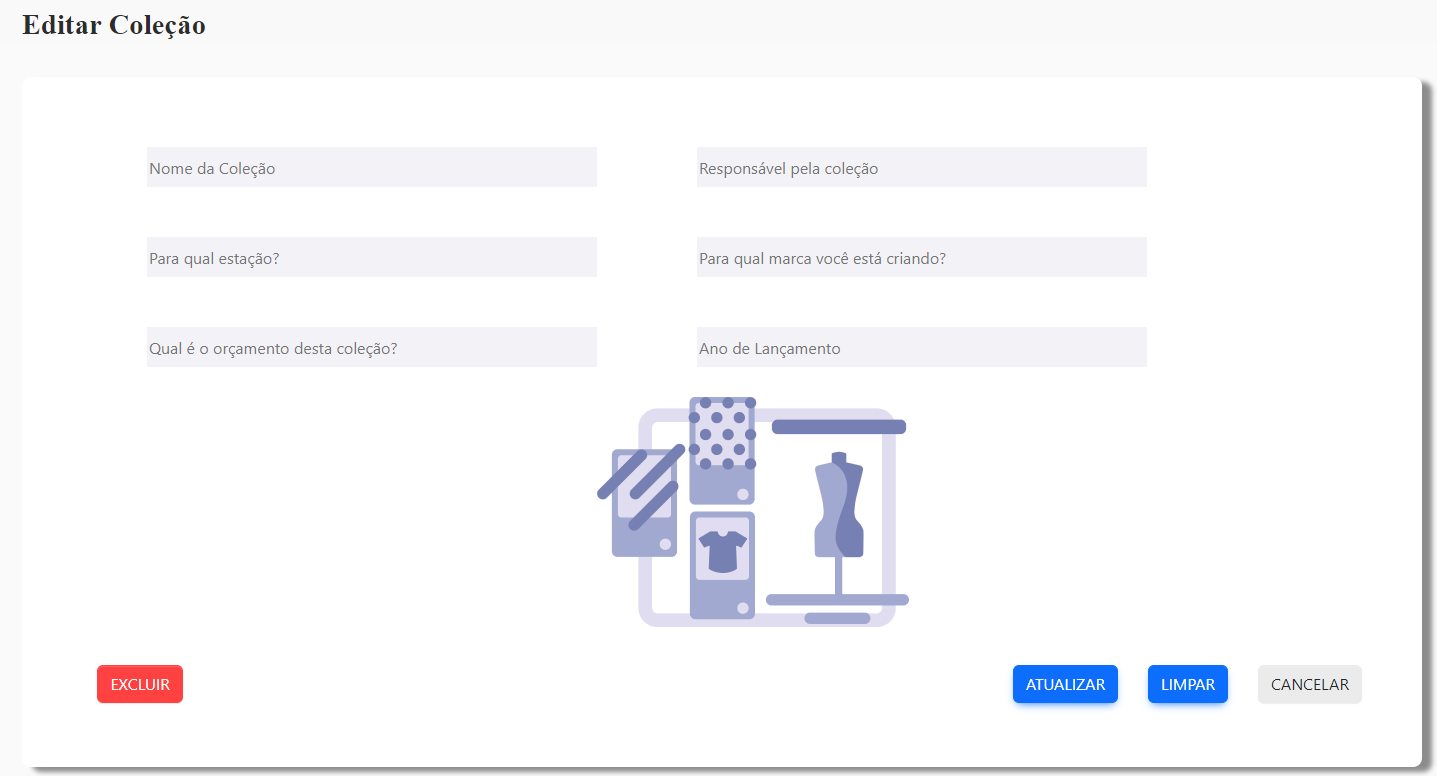 Editar Coleção
Nome da Coleção
Responsável pela coleção
Para qual estação?
Para qual marca você está criando?
Qual é o orçamento desta coleção?
Ano de Lançamento
EXCLUIR
ATUALIZAR
LIMPAR
CANCELAR